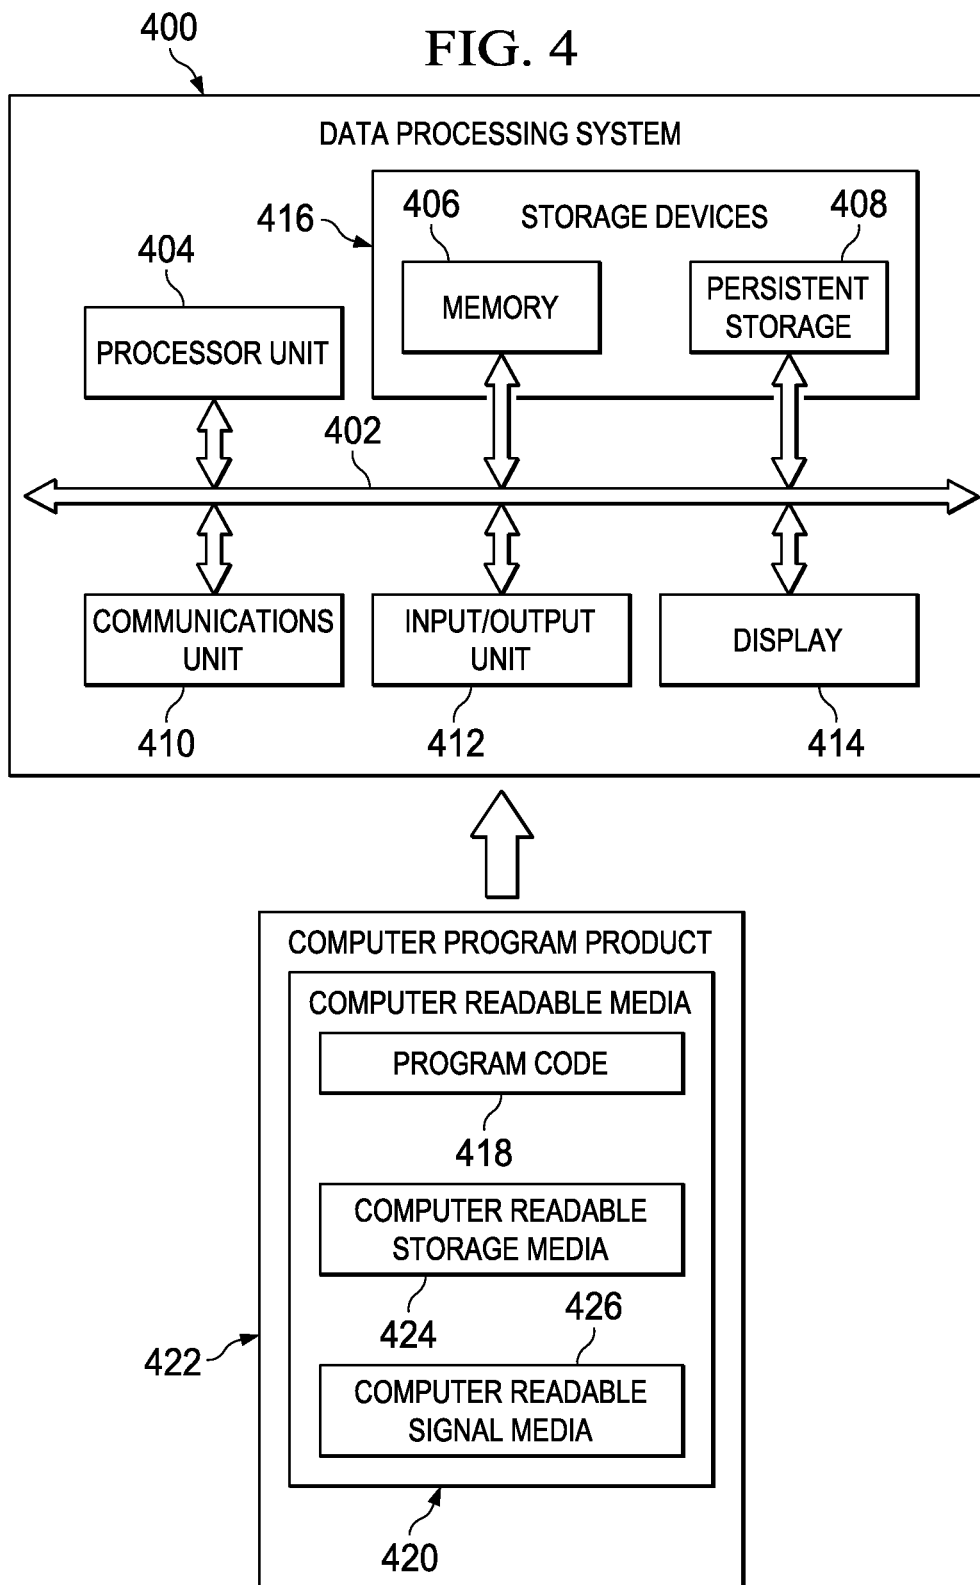 FIG. 4
400
DATA PROCESSING SYSTEM
416
406
STORAGE DEVICES
408
404
MEMORY
PERSISTENT
STORAGE
PROCESSOR UNIT
402
COMMUNICATIONS
UNIT
INPUT/OUTPUT
UNIT
DISPLAY
410
412
414
COMPUTER PROGRAM PRODUCT
COMPUTER READABLE MEDIA
PROGRAM CODE
418
COMPUTER READABLE
STORAGE MEDIA
424
426
422
COMPUTER READABLE
SIGNAL MEDIA
420